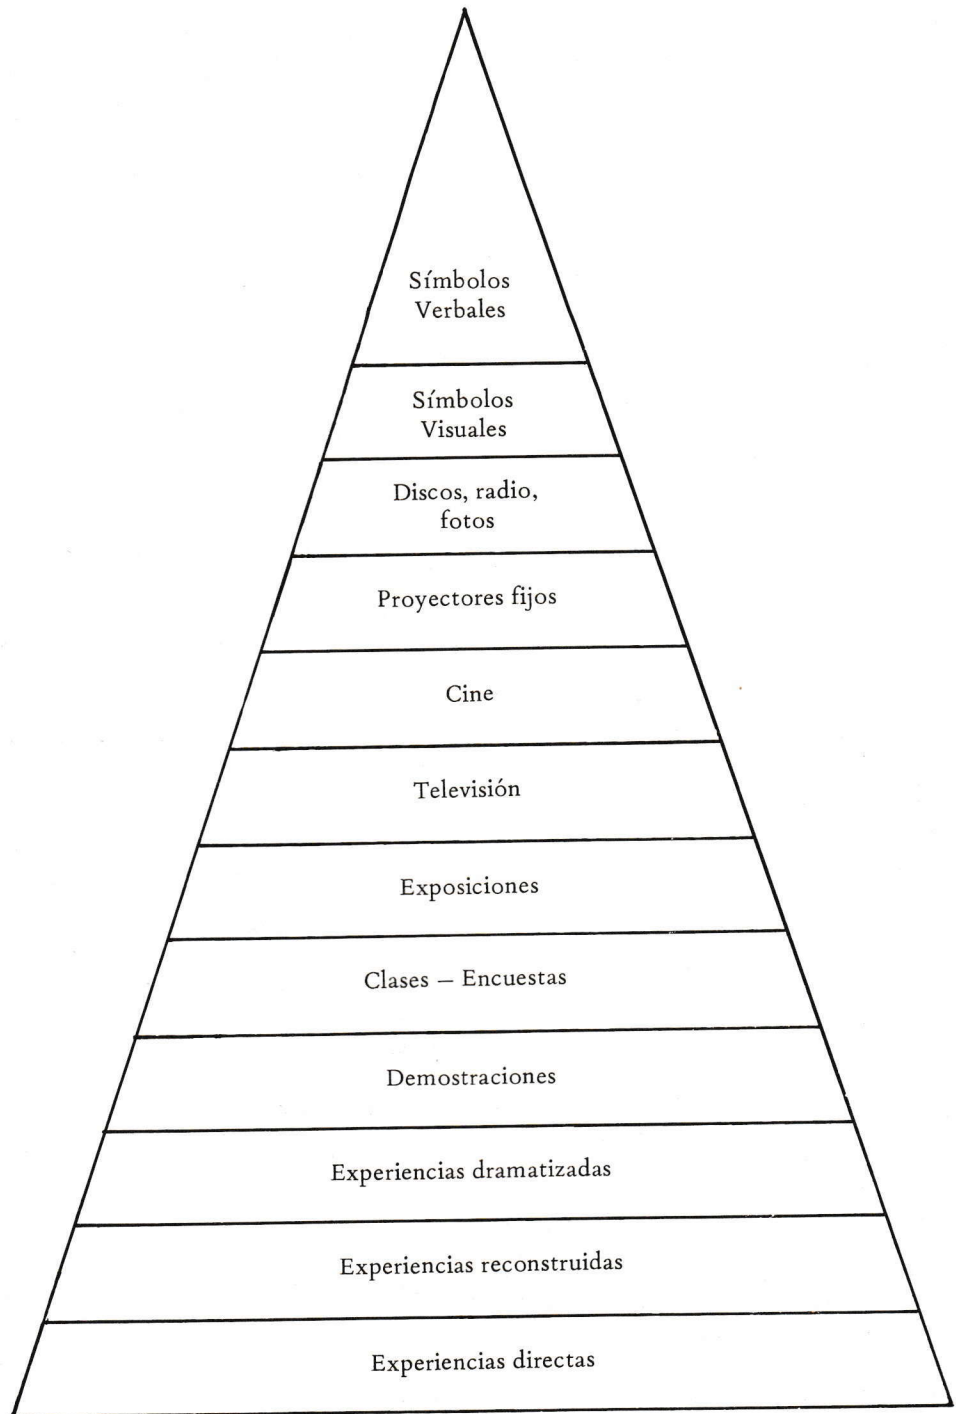 Símbolos
Verbales
Símbolos
Visuales
Discos, radio,
fotos
Proyectores fijos
Cine
Televisión
Exposiciones
Clases — Encuestas
Demostraciones
Experiencias dramatizadas
Experiencias reconstruidas
Experiencias directas